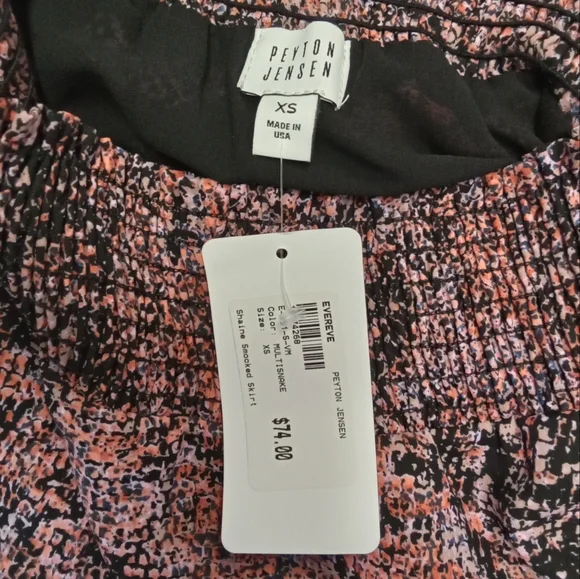 PEYTON
JENSEN
XS
MADE IN
USA
EVEREVE
PEYTON JENSEN
Color: MULTISNAKE
Size: XS
$74.00
Shaine Smocked Skirt